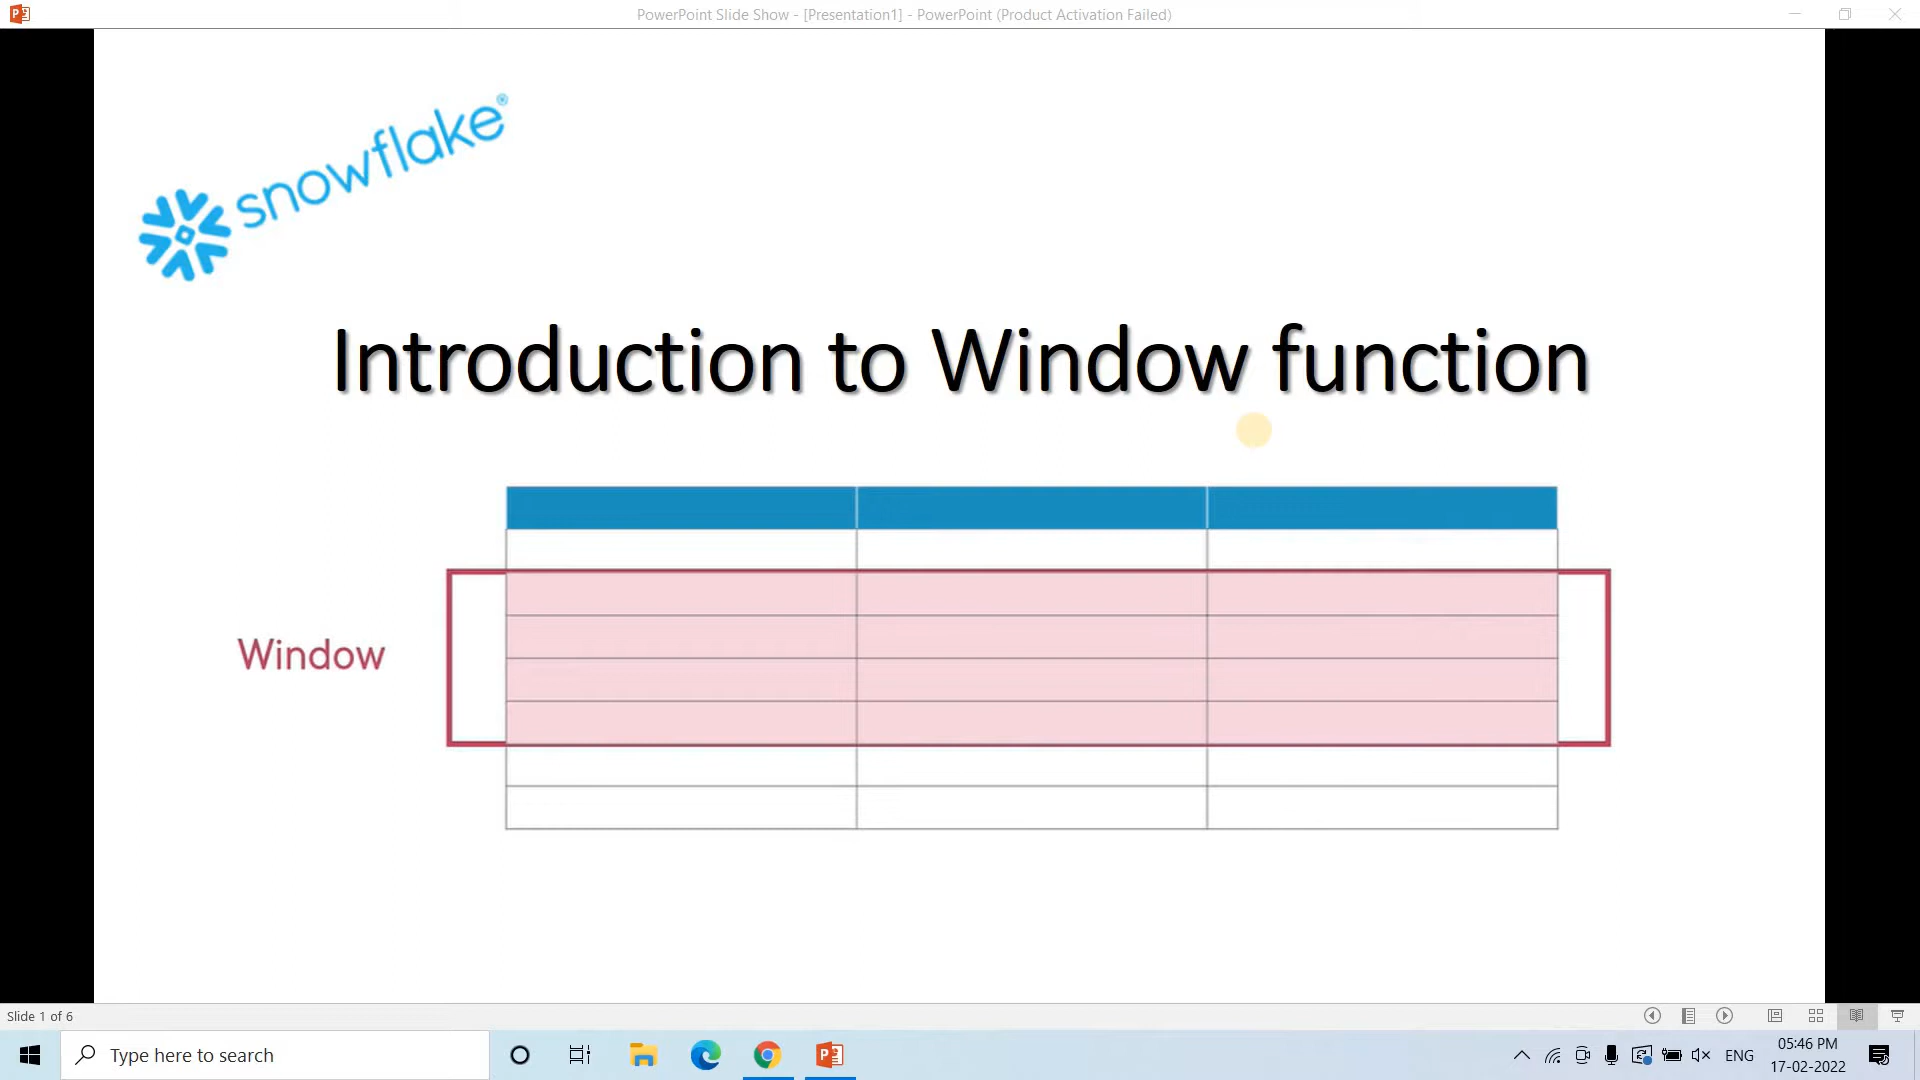 PowerPoint Slide Show - [Presentation1] - PowerPoint (Product Activation Failed)
snowflake®
Introduction to Window function
Window
Slide 1 of 6
Type here to search
ENG
05:46 PM
17-02-2022